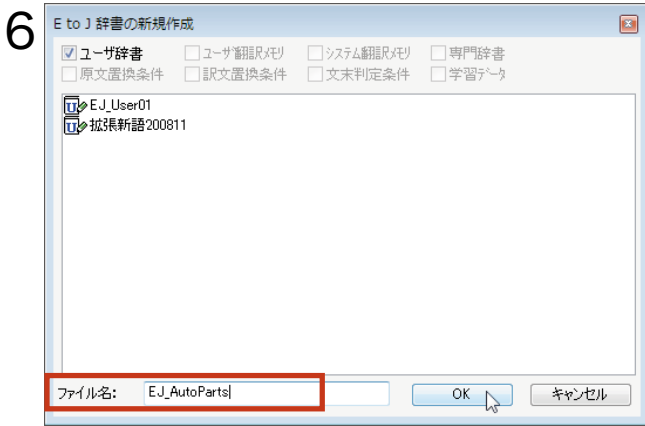 6
E to J 辞書の新規作成
ユーザ辞書 ユーザ翻訳メモリ システム翻訳メモリ 専門辞書
原文置換条件 訳文置換条件 文末判定条件 学習データ
EJ_User01
拡張新語200811
ファイル名: EJ_AutoParts OK キャンセル